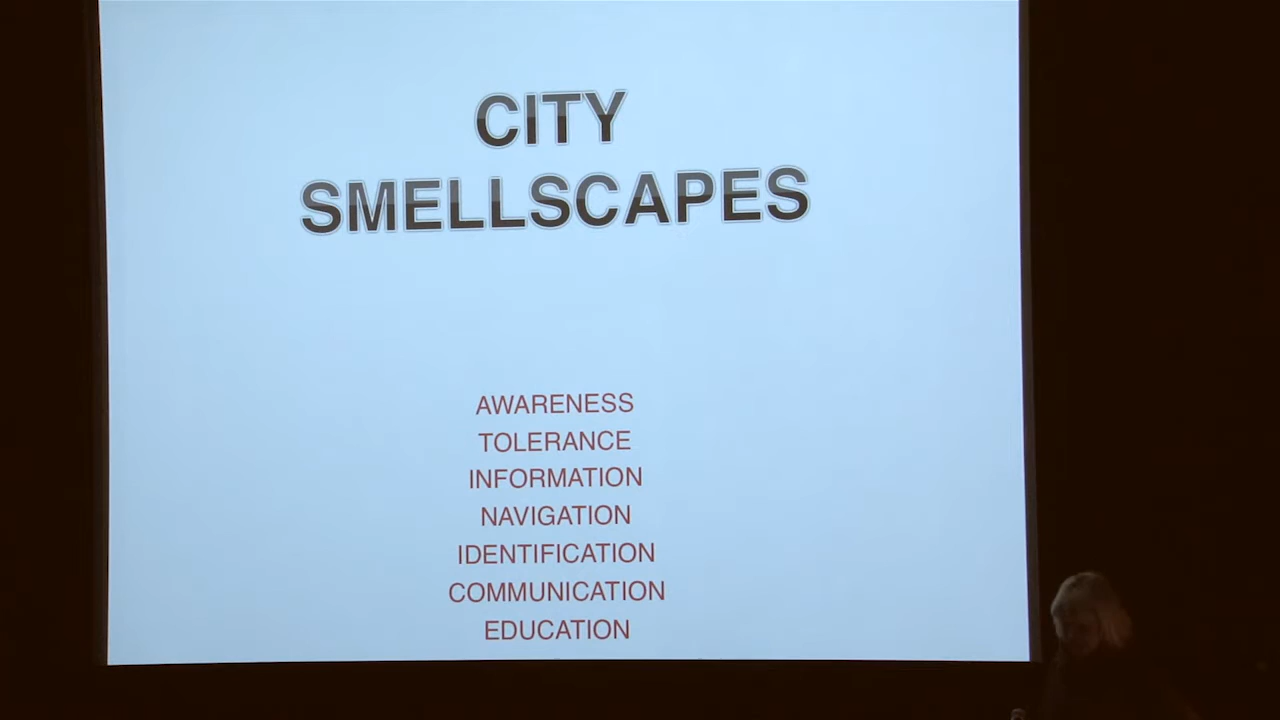 CITY
SMELLSCAPES
AWARENESS
TOLERANCE
INFORMATION
NAVIGATION
IDENTIFICATION
COMMUNICATION
EDUCATION